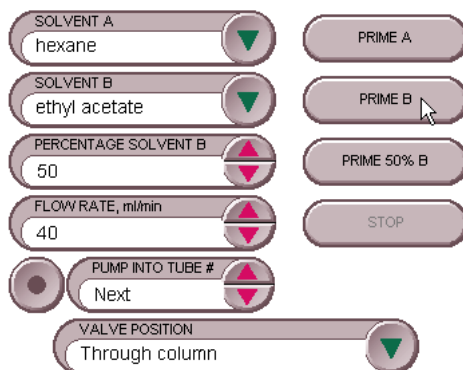 SOLVENT A
hexane
PRIME A
SOLVENT B
ethyl acetate
PRIME B
PERCENTAGE SOLVENT B
50
PRIME 50% B
FLOW RATE, ml/min
40
STOP
PUMP INTO TUBE #
Next
VALVE POSITION
Through column